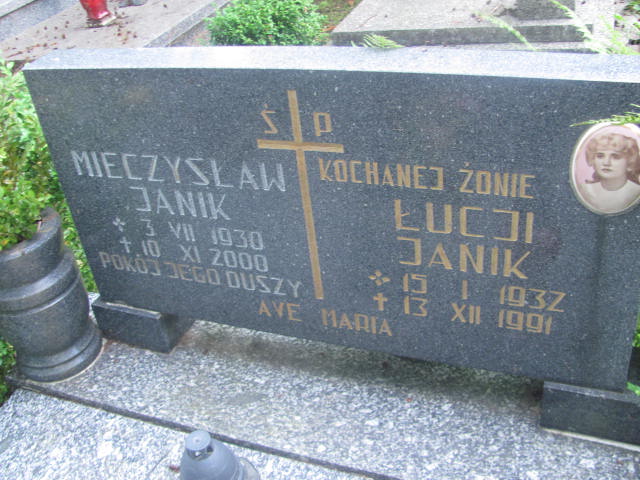 Ś P
MIECZYSŁAW
JANIK
* 3 VII 1930
+ 10 XI 2000
POKÓJ JEGO DUSZY
KOCHANEJ ŻONIE
ŁUCJI
JANIK
* 15 I 1932
+ 13 XII 1991
AVE MARIA